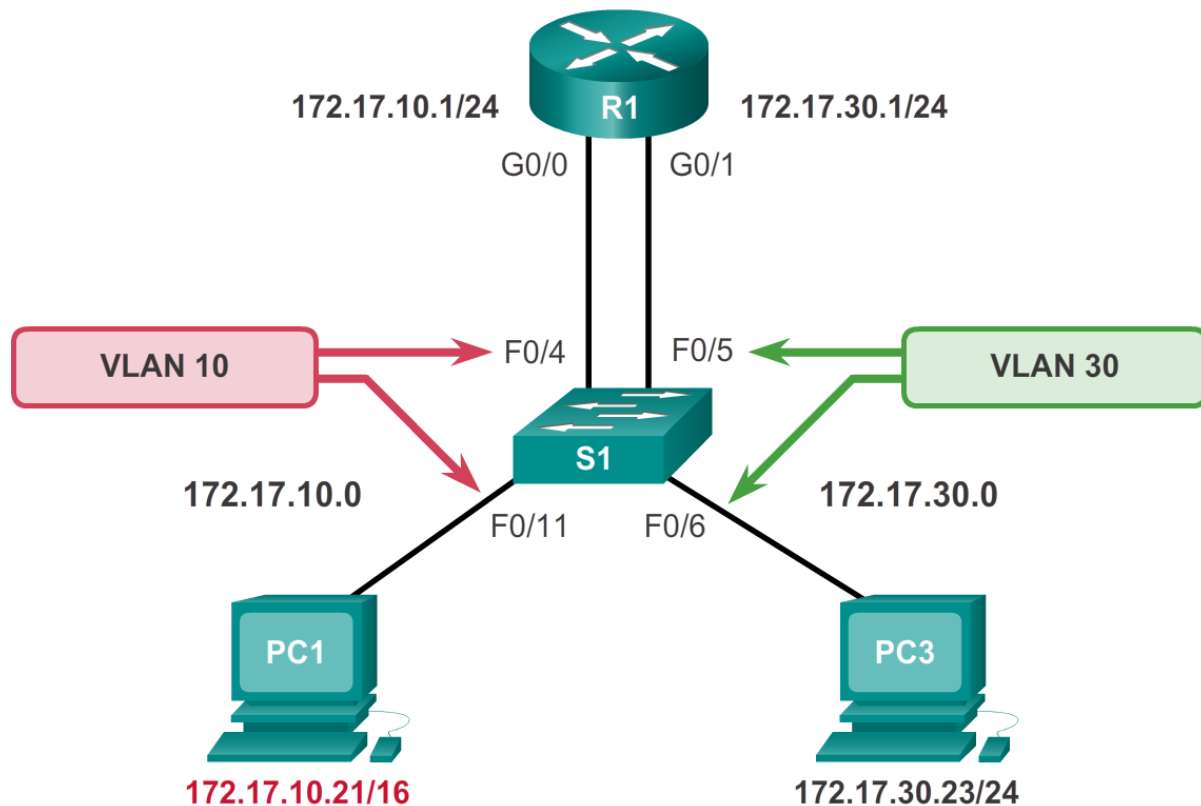 R1
172.17.10.1/24
172.17.30.1/24
G0/0
G0/1
VLAN 10
F0/4
F0/5
VLAN 30
S1
172.17.10.0
172.17.30.0
F0/11
F0/6
PC1
PC3
172.17.10.21/16
172.17.30.23/24